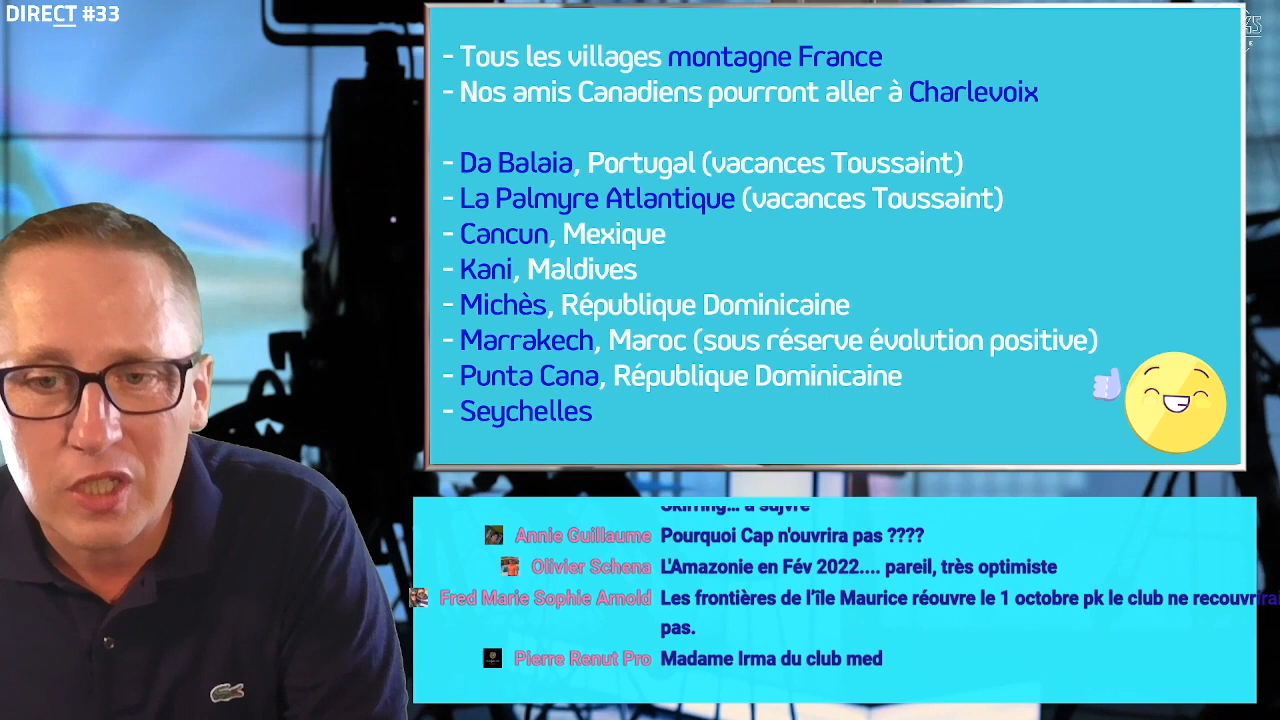 DIRECT #33
- Tous les villages montagne France
- Nos amis Canadiens pourront aller à Charlevoix
- Da Balaia, Portugal (vacances Toussaint)
- La Palmyre Atlantique (vacances Toussaint)
- Cancun, Mexique
- Kani, Maldives
- Michès, République Dominicaine
- Marrakech, Maroc (sous réserve évolution positive)
- Punta Cana, République Dominicaine
- Seychelles
Annie Guillaume Pourquoi Cap n'ouvrira pas ????
Olivier Schena L'Amazonie en Fév 2022.... pareil, très optimiste
Fred Marie Sophie Arnold Les frontières de l'île Maurice réouvre le 1 octobre pk le club ne
pas.
Pierre Renut Pro Madame Irma du club med